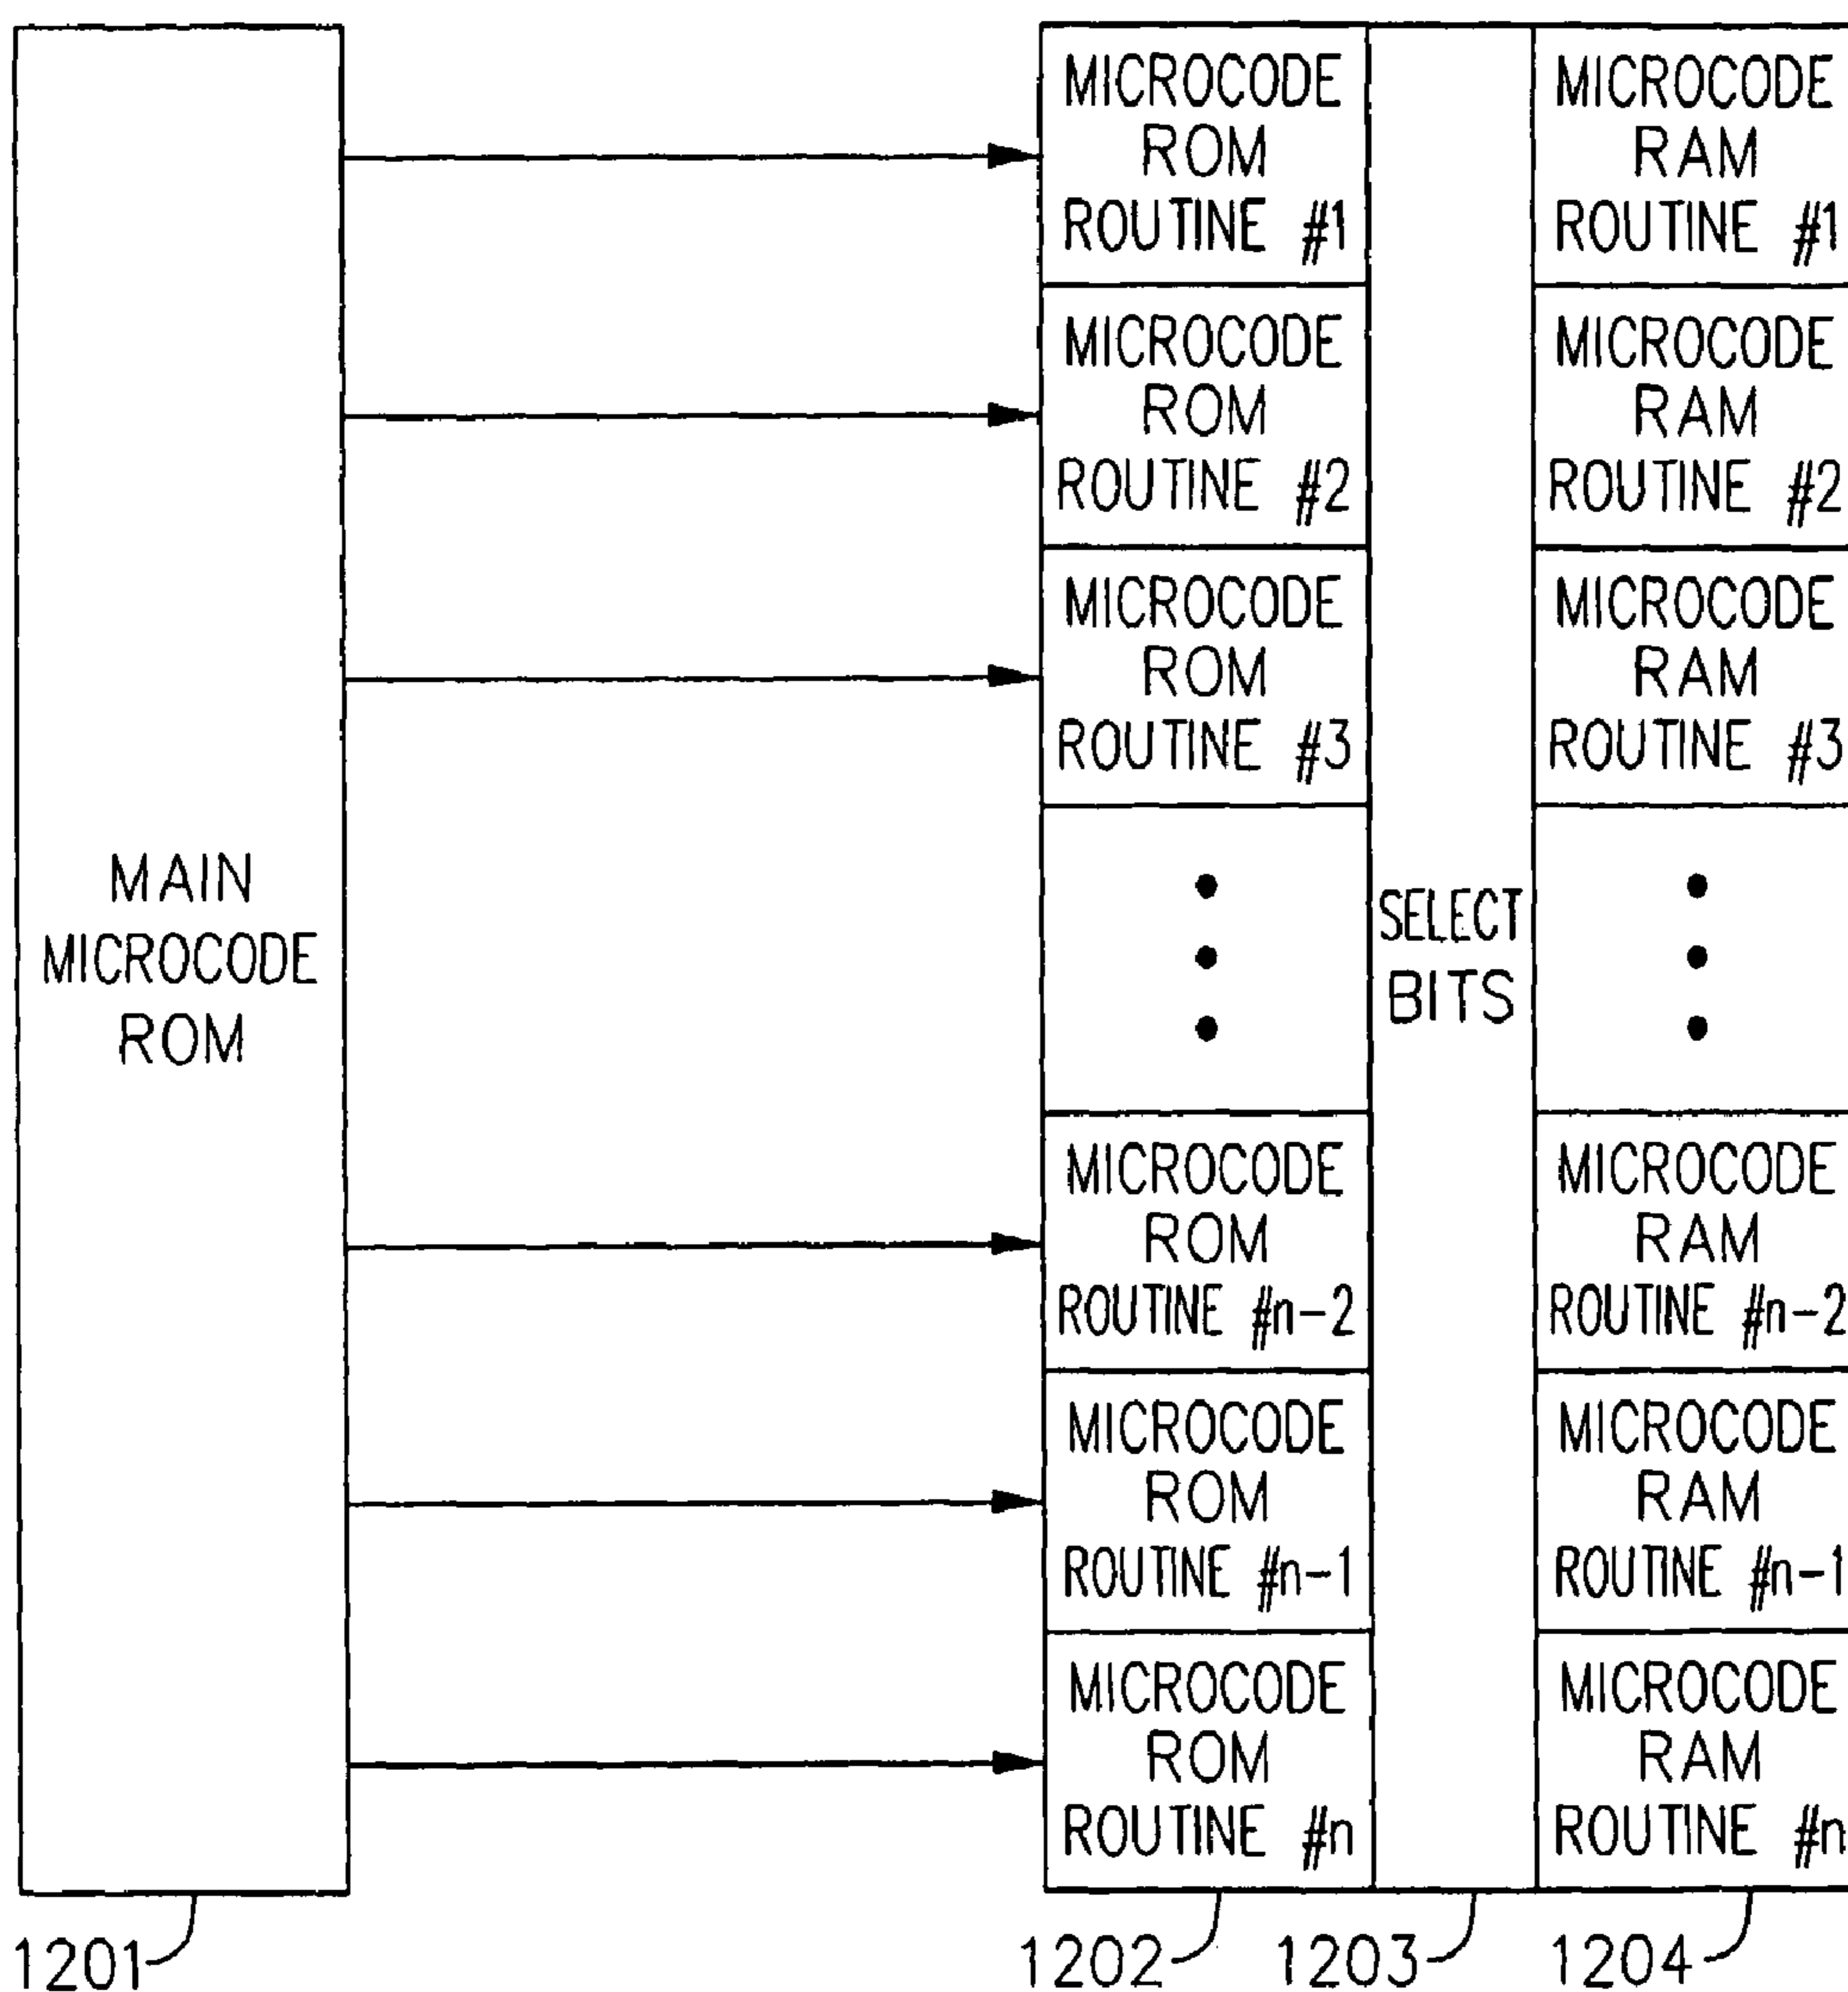 MAIN
MICROCODE
ROM
MICROCODE
ROM
ROUTINE #1
MICROCODE
ROM
ROUTINE #2
MICROCODE
ROM
ROUTINE #3
MICROCODE
ROM
ROUTINE #n-2
MICROCODE
ROM
ROUTINE #n-1
MICROCODE
ROM
ROUTINE #n
SELECT
BITS
MICROCODE
RAM
ROUTINE #1
MICROCODE
RAM
ROUTINE #2
MICROCODE
RAM
ROUTINE #3
MICROCODE
RAM
ROUTINE #n-2
MICROCODE
RAM
ROUTINE #n-1
MICROCODE
RAM
ROUTINE #n
1201
1202
1203
1204